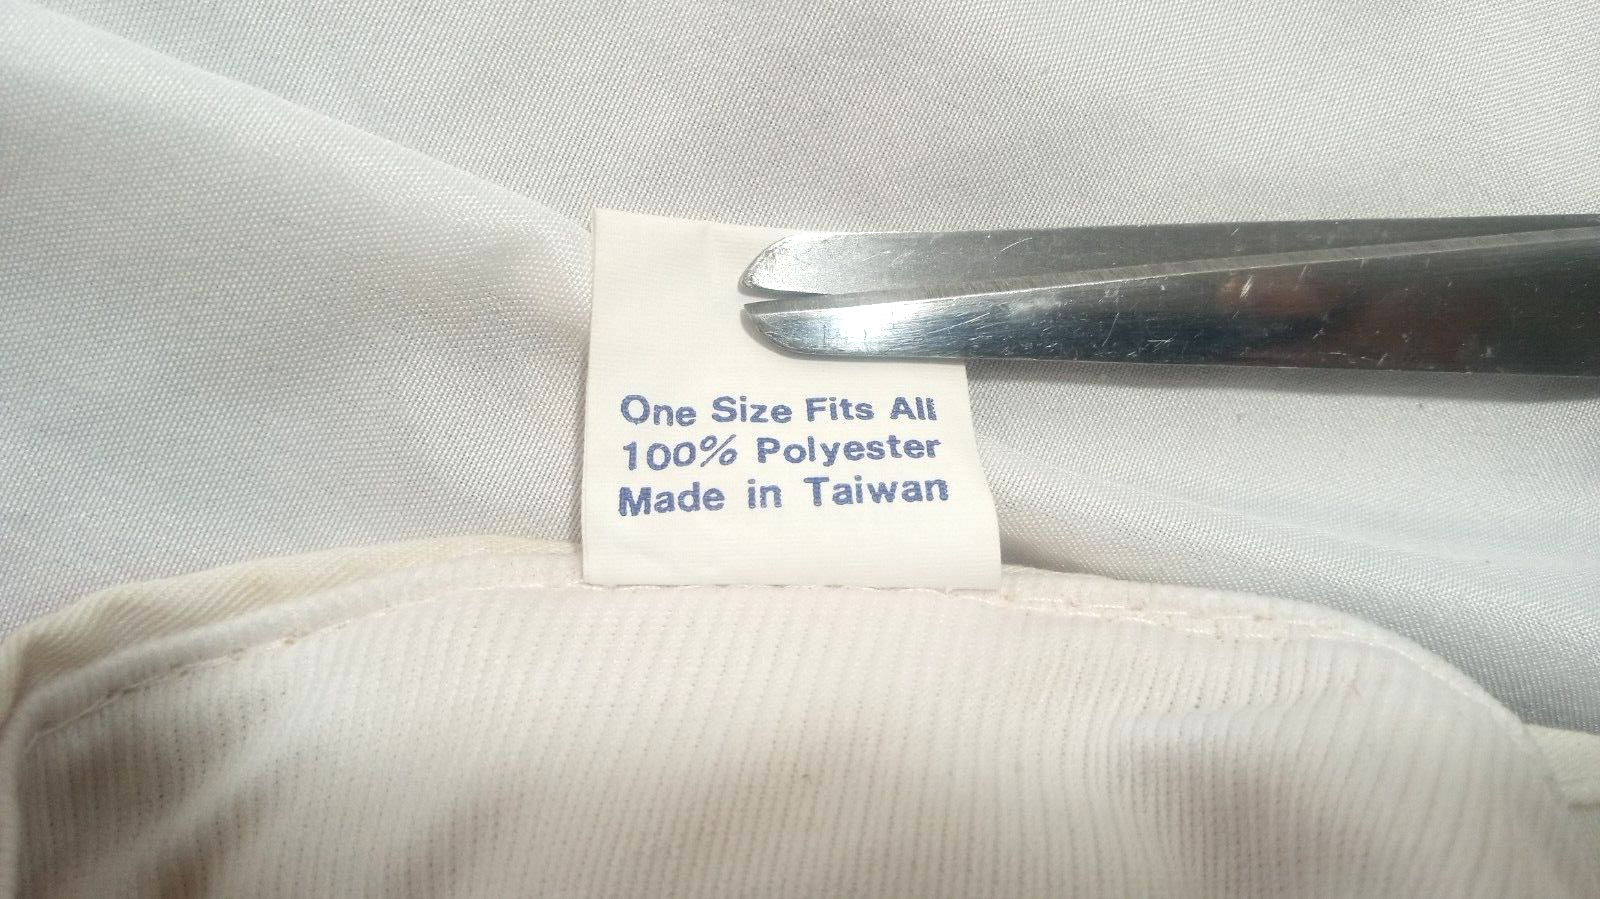 One Size Fits All
100% Polyester
Made in Taiwan